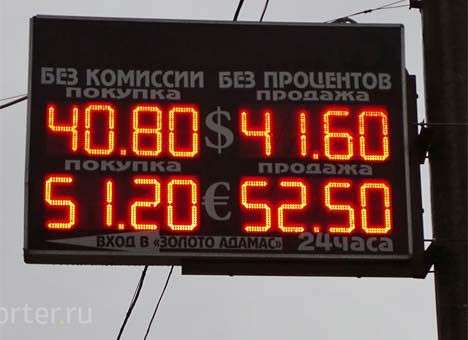 БЕЗ КОМИССИИ БЕЗ ПРОЦЕНТОВ
покупка продажа
40.80 $ 41.60
покупка продажа
51.20 € 52.50
ВХОД В «ЗОЛОТО АДАМАС» 24часа
orter.ru